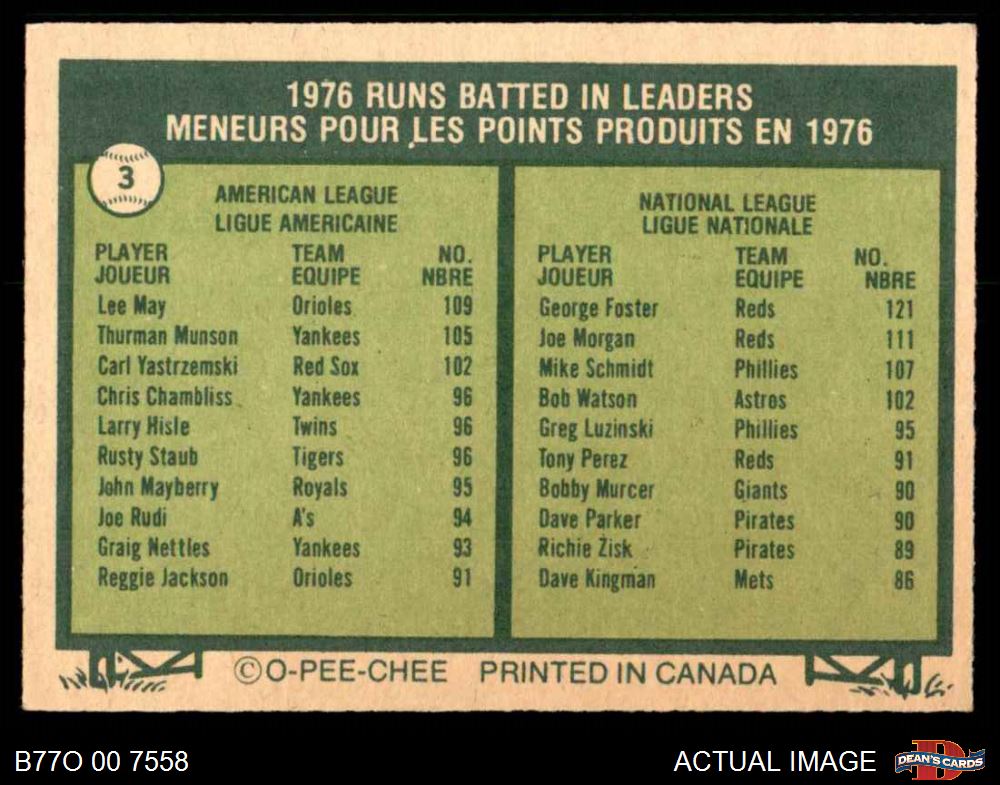 1976 RUNS BATTED IN LEADERS
MENEURS POUR LES POINTS PRODUITS EN 1976
3
AMERICAN LEAGUE
LIGUE AMERICAINE
PLAYER TEAM NO.
JOUEUR EQUIPE NBRE
Lee May Orioles 109
Thurman Munson Yankees 105
Carl Yastrzemski Red Sox 102
Chris Chambliss Yankees 96
Larry Hisle Twins 96
Rusty Staub Tigers 96
John Mayberry Royals 95
Joe Rudi A's 94
Graig Nettles Yankees 93
Reggie Jackson Orioles 91
NATIONAL LEAGUE
LIGUE NATIONALE
PLAYER TEAM NO.
JOUEUR EQUIPE NBRE
George Foster Reds 121
Joe Morgan Reds 111
Mike Schmidt Phillies 107
Bob Watson Astros 102
Greg Luzinski Phillies 95
Tony Perez Reds 91
Bobby Murcer Giants 90
Dave Parker Pirates 90
Richie Zisk Pirates 89
Dave Kingman Mets 86
©O-PEE-CHEE PRINTED IN CANADA
B77O 00 7558 ACTUAL IMAGE
D
DEAN'S CARDS